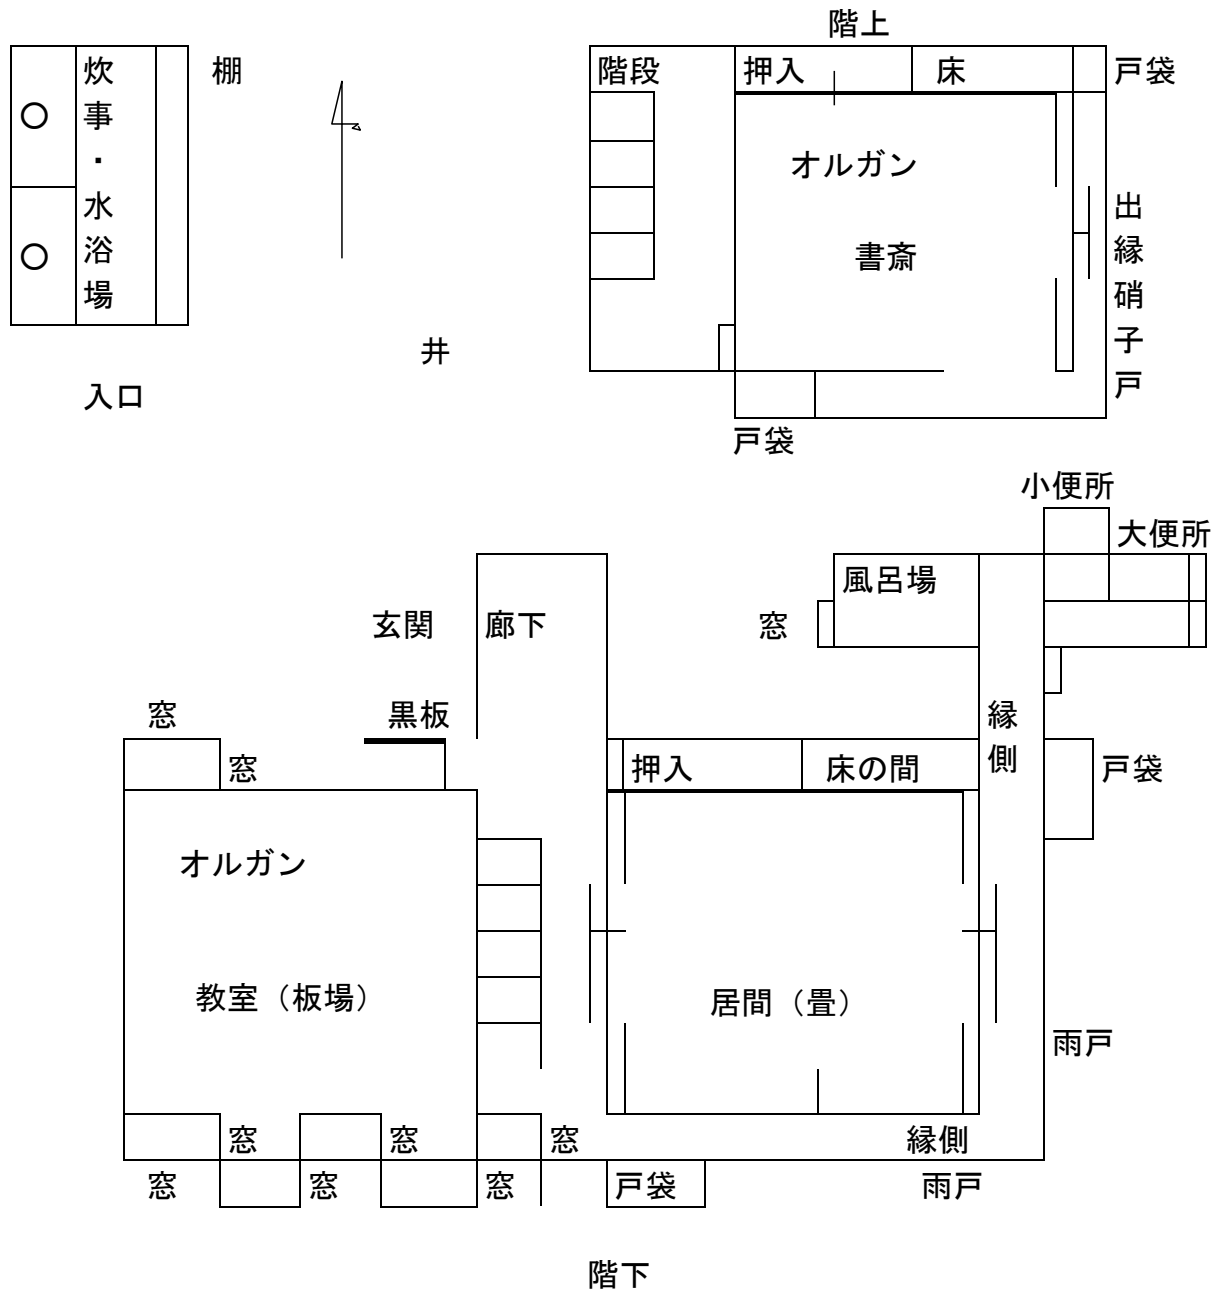 階上
炊事・水浴場
棚
階段
押入
床
戸袋
オルガン
書斎
出縁硝子戸
井
入口
戸袋
小便所
大便所
風呂場
玄関
廊下
窓
窓
黒板
縁側
窓
押入
床の間
戸袋
オルガン
教室(板場)
居間(畳)
雨戸
窓
窓
窓
縁側
窓
窓
窓
戸袋
雨戸
階下